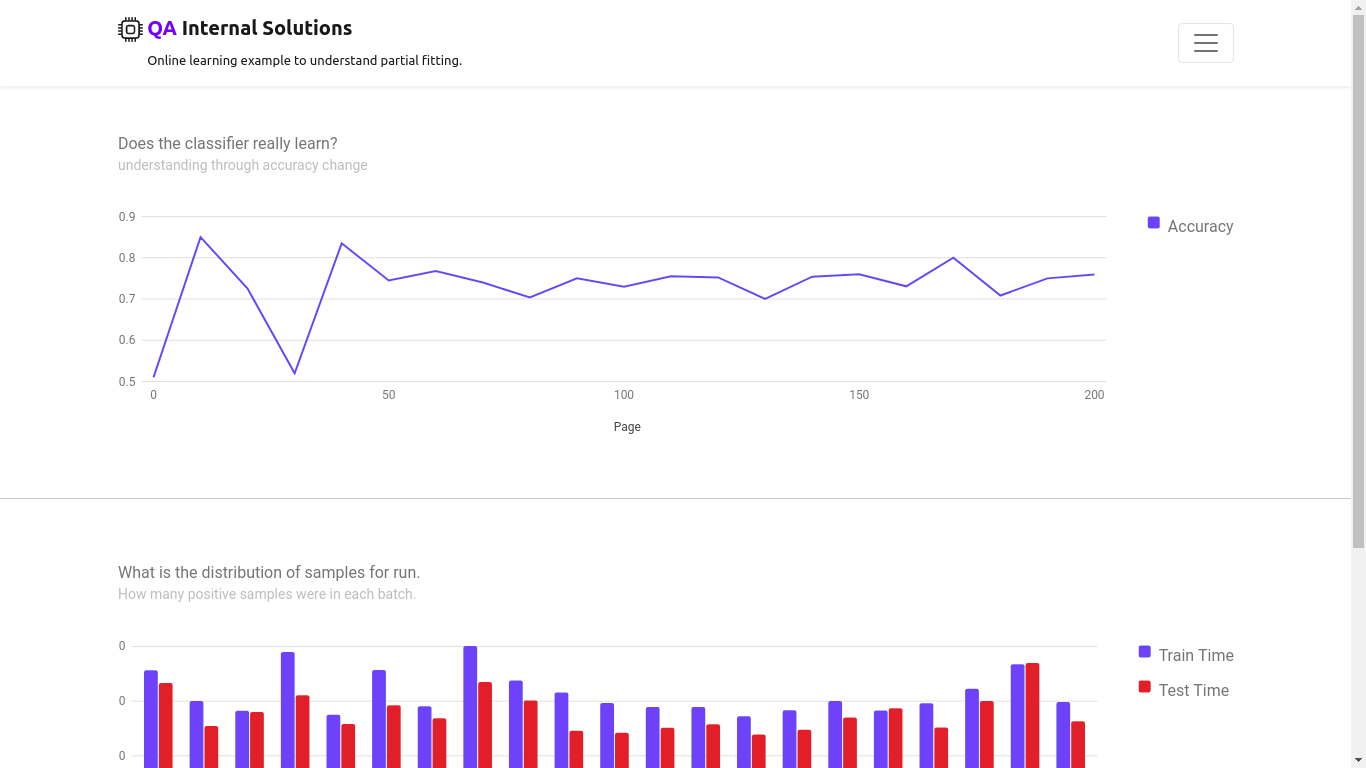 QA Internal Solutions
Online learning example to understand partial fitting.
Does the classifier really learn?
understanding through accuracy change
0.9
0.8
0.7
0.6
0.5
0 50 100 150 200
Page
Accuracy
What is the distribution of samples for run.
How many positive samples were in each batch.
0
0
0
Train Time
Test Time